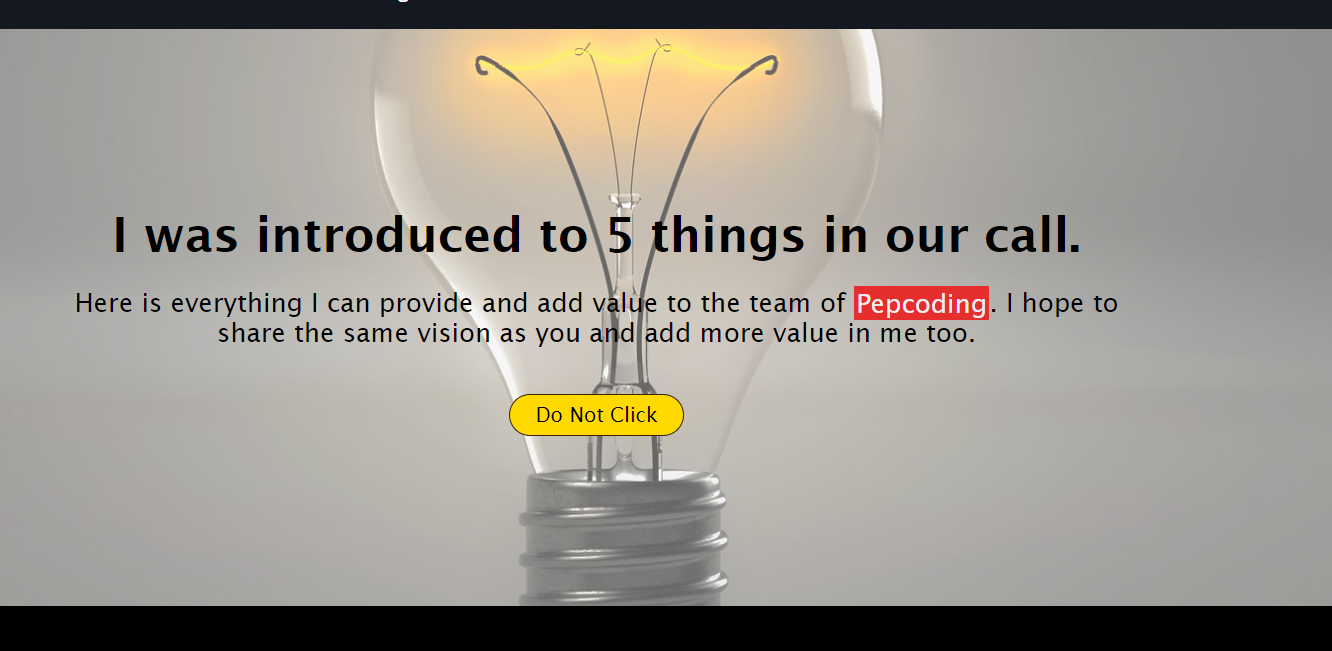 I was introduced to 5 things in our call.
Here is everything I can provide and add value to the team of Pepcoding. I hope to
share the same vision as you and add more value in me too.
Do Not Click